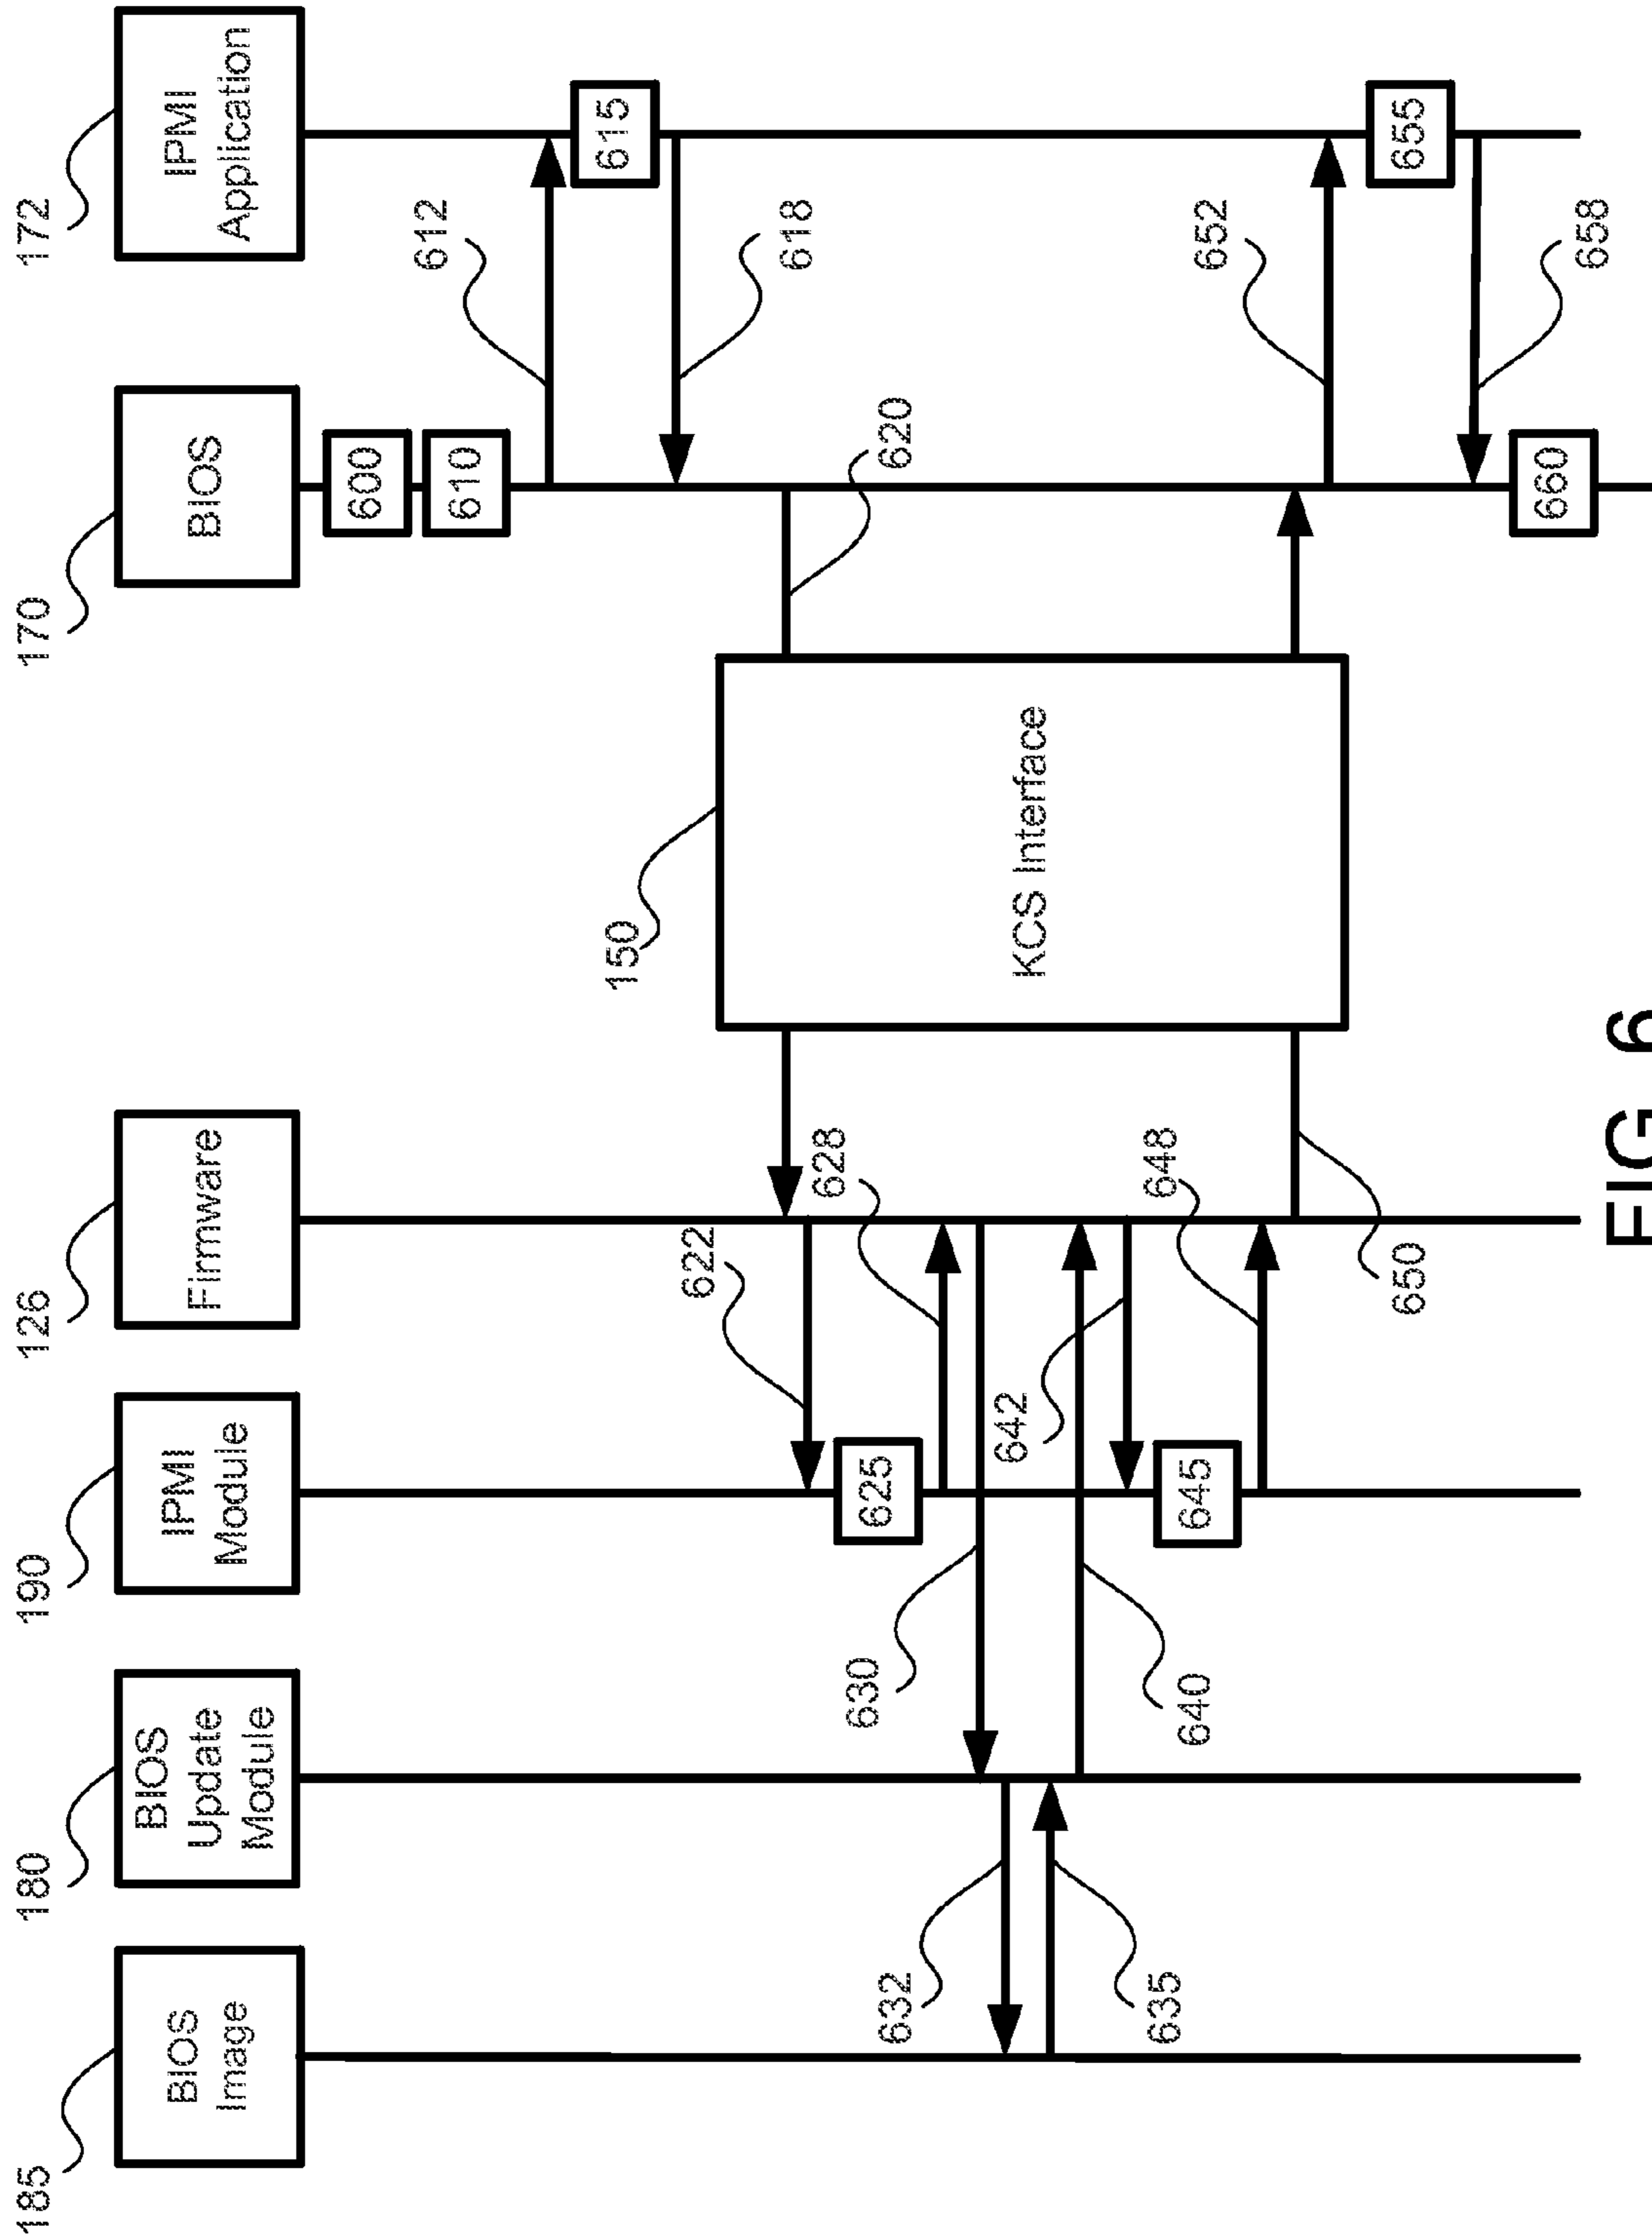 185
180
190
126
170
172
BIOS
Image
BIOS
Update
Module
IPMI
Module
Firmware
BIOS
IPMI
Application
600
610
612
615
618
150
KCS Interface
620
622
625
628
630
632
635
640
642
645
648
650
652
655
658
660
FIG. 6